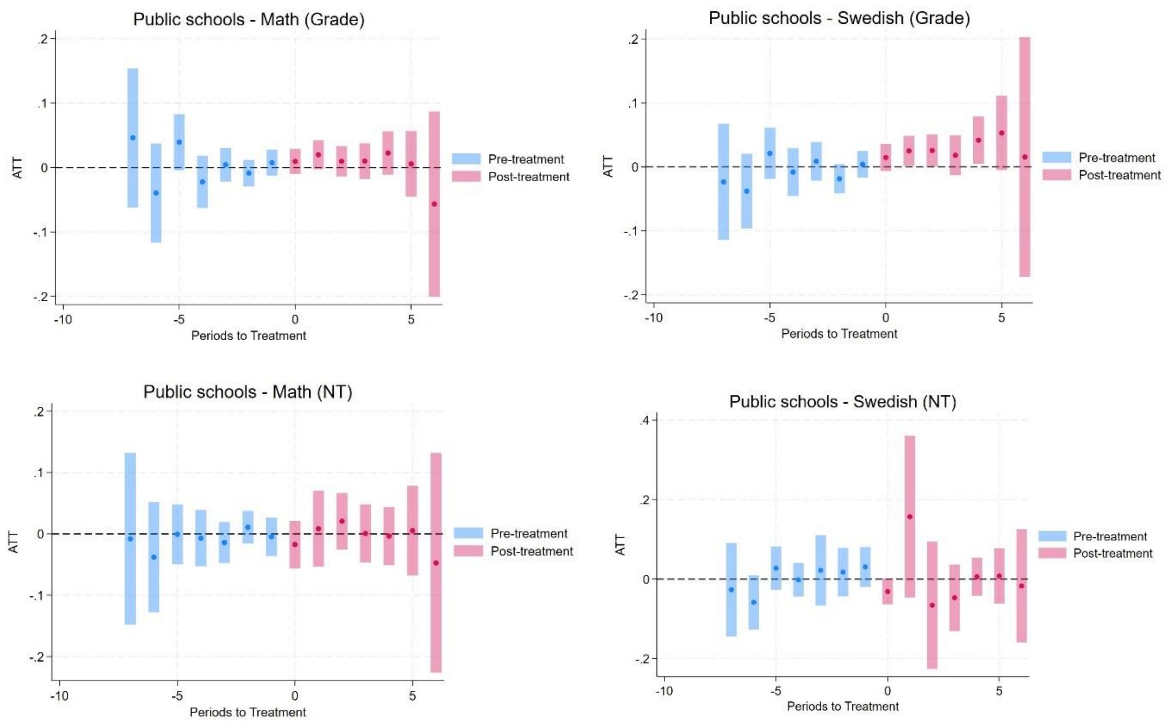 Public schools - Math (Grade)
.2
.1
0
-.1
-.2
ATT
-10
-5
0
5
Periods to Treatment
Pre-treatment
Post-treatment
Public schools - Swedish (Grade)
.2
.1
0
-.1
-.2
ATT
-10
-5
0
5
Periods to Treatment
Pre-treatment
Post-treatment
Public schools - Math (NT)
.2
.1
0
-.1
-.2
ATT
-10
-5
0
5
Periods to Treatment
Pre-treatment
Post-treatment
Public schools - Swedish (NT)
.4
.2
0
-.2
ATT
-10
-5
0
5
Periods to Treatment
Pre-treatment
Post-treatment